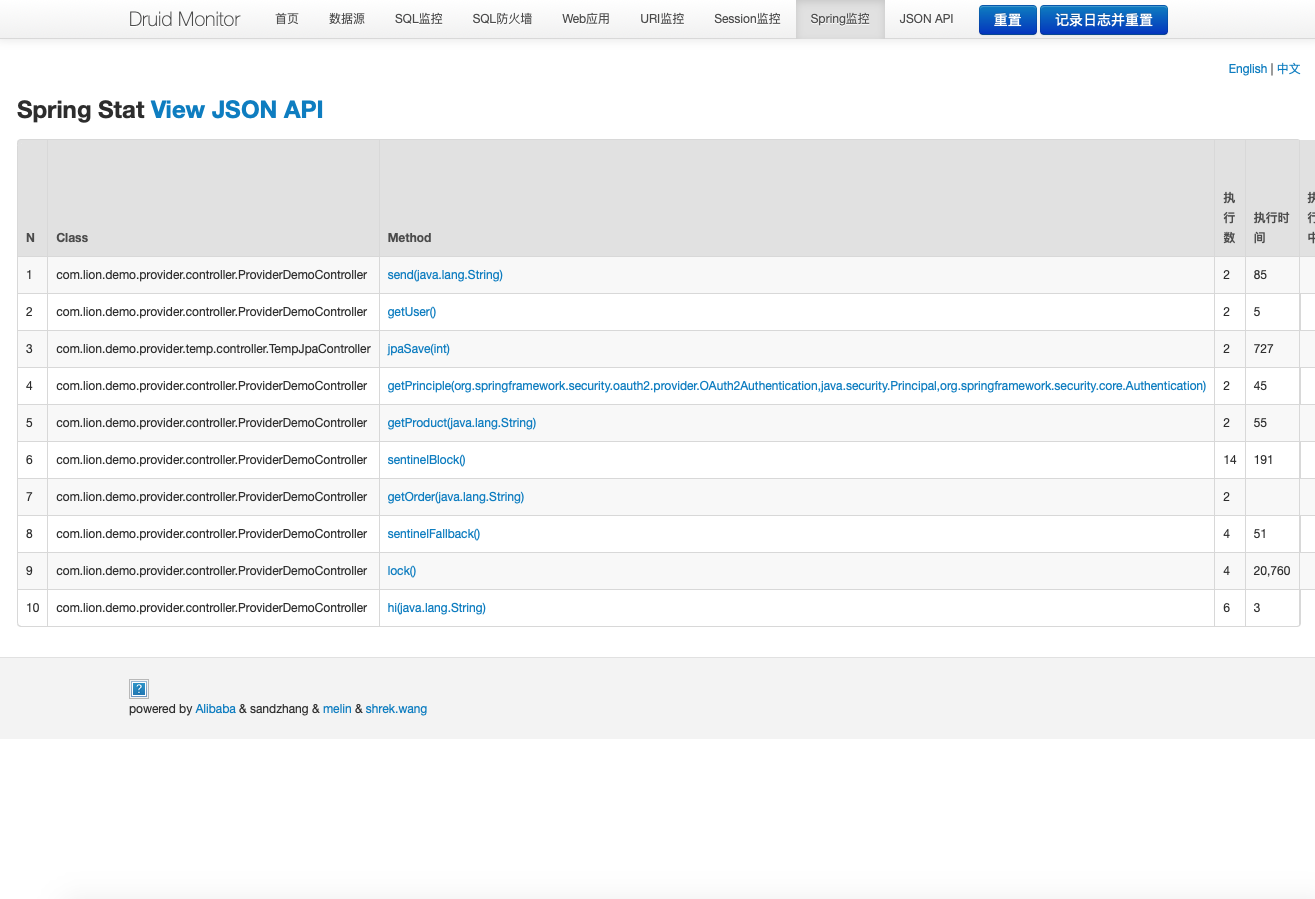 Druid Monitor 首页 数据源 SQL监控 SQL防火墙 Web应用 URI监控 Session监控 Spring监控 JSON API 重置 记录日志并重置
English | 中文
Spring Stat View JSON API
N Class Method 执行数 执行时间 执行中
1 com.lion.demo.provider.controller.ProviderDemoController send(java.lang.String) 2 85
2 com.lion.demo.provider.controller.ProviderDemoController getUser() 2 5
3 com.lion.demo.provider.temp.controller.TempJpaController jpaSave(int) 2 727
4 com.lion.demo.provider.controller.ProviderDemoController getPrinciple(org.springframework.security.oauth2.provider.OAuth2Authentication,java.security.Principal,org.springframework.security.core.Authentication) 2 45
5 com.lion.demo.provider.controller.ProviderDemoController getProduct(java.lang.String) 2 55
6 com.lion.demo.provider.controller.ProviderDemoController sentinelBlock() 14 191
7 com.lion.demo.provider.controller.ProviderDemoController getOrder(java.lang.String) 2
8 com.lion.demo.provider.controller.ProviderDemoController sentinelFallback() 4 51
9 com.lion.demo.provider.controller.ProviderDemoController lock() 4 20,760
10 com.lion.demo.provider.controller.ProviderDemoController hi(java.lang.String) 6 3
?
powered by Alibaba & sandzhang & melin & shrek.wang